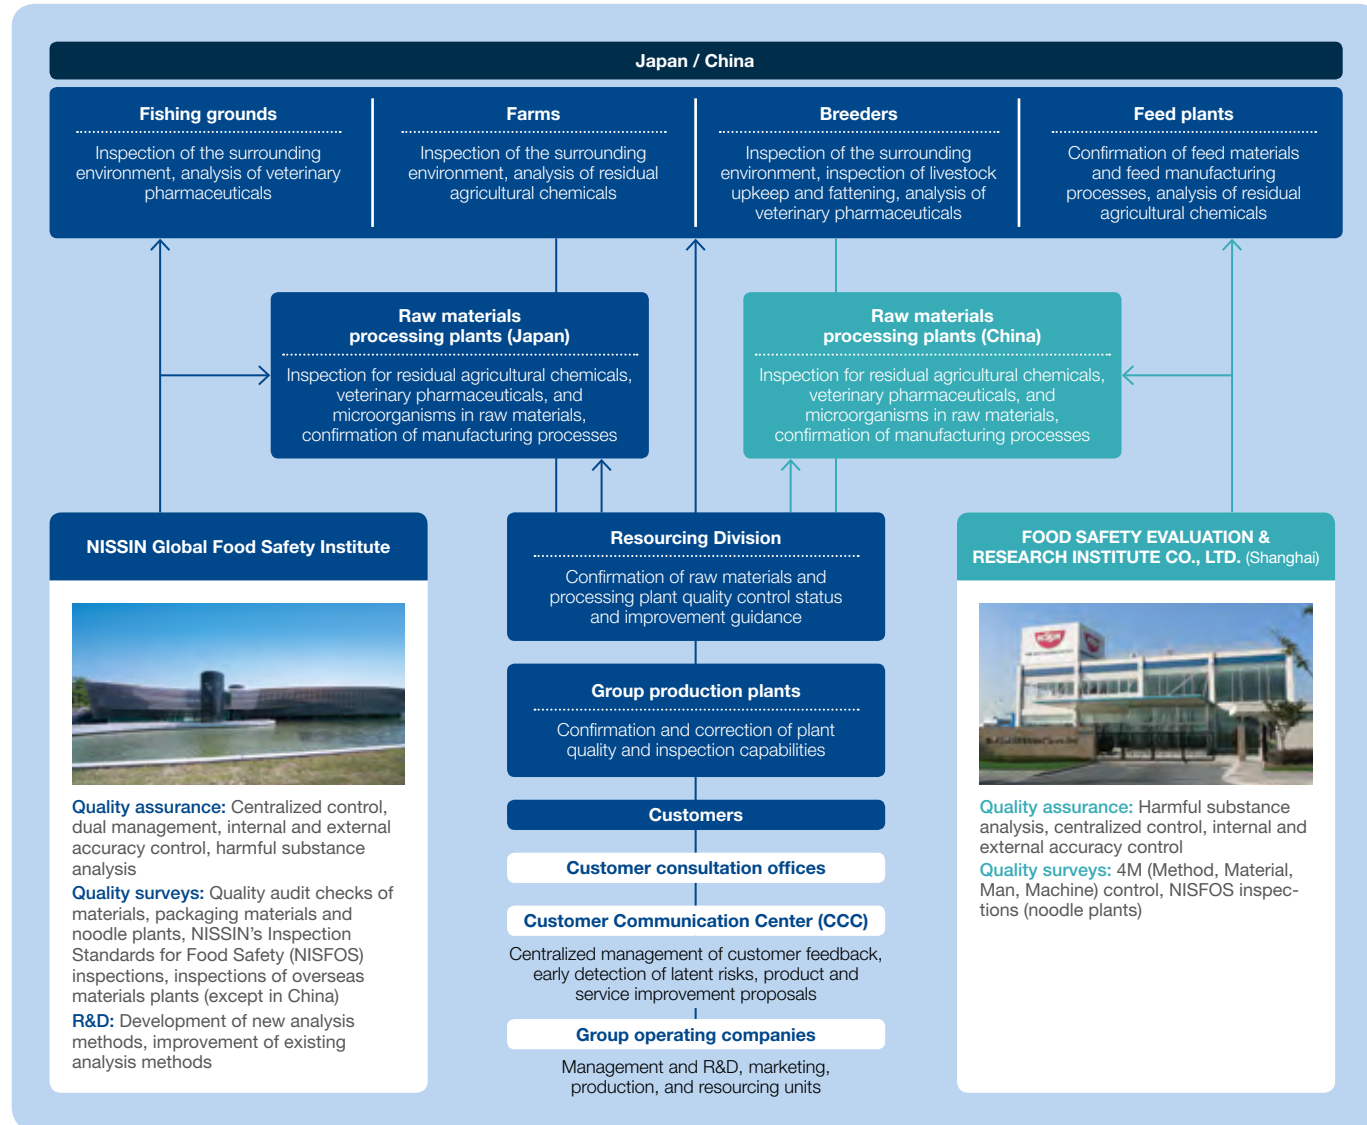 Japan / China
Fishing grounds
Inspection of the surrounding
environment, analysis of veterinary
pharmaceuticals
Farms
Inspection of the surrounding
environment, analysis of residual
agricultural chemicals
Breeders
Inspection of the surrounding
environment, inspection of livestock
upkeep and fattening, analysis of
veterinary pharmaceuticals
Feed plants
Confirmation of feed materials
and feed manufacturing
processes, analysis of residual
agricultural chemicals
Raw materials
processing plants (Japan)
Inspection for residual agricultural chemicals,
veterinary pharmaceuticals, and
microorganisms in raw materials,
confirmation of manufacturing processes
Raw materials
processing plants (China)
Inspection for residual agricultural chemicals,
veterinary pharmaceuticals, and
microorganisms in raw materials,
confirmation of manufacturing processes
NISSIN Global Food Safety Institute
Quality assurance: Centralized control,
dual management, internal and external
accuracy control, harmful substance
analysis
Quality surveys: Quality audit checks of
materials, packaging materials and
noodle plants, NISSIN’s Inspection
Standards for Food Safety (NISFOS)
inspections, inspections of overseas
materials plants (except in China)
R&D: Development of new analysis
methods, improvement of existing
analysis methods
Resourcing Division
Confirmation of raw materials and
processing plant quality control status
and improvement guidance
Group production plants
Confirmation and correction of plant
quality and inspection capabilities
Customers
Customer consultation offices
Customer Communication Center (CCC)
Centralized management of customer feedback,
early detection of latent risks, product and
service improvement proposals
Group operating companies
Management and R&D, marketing,
production, and resourcing units
FOOD SAFETY EVALUATION &
RESEARCH INSTITUTE CO., LTD. (Shanghai)
NISSIN
Quality assurance: Harmful substance
analysis, centralized control, internal and
external accuracy control
Quality surveys: 4M (Method, Material,
Man, Machine) control, NISFOS inspec-
tions (noodle plants)